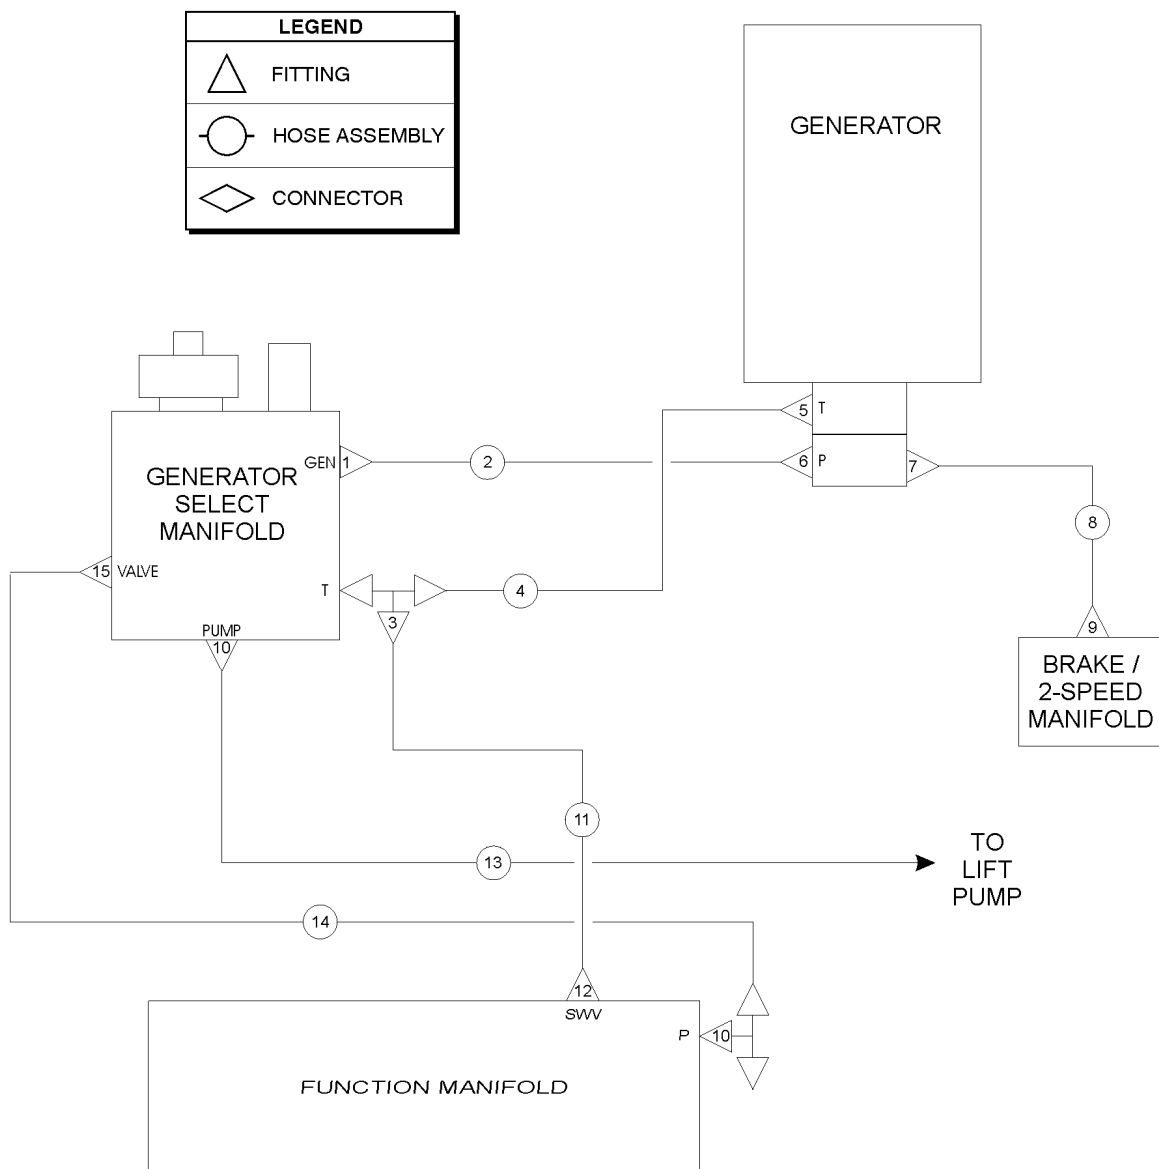 LEGEND
FITTING
HOSE ASSEMBLY
CONNECTOR
GENERATOR
5 T
6 P
7
GEN 1
2
GENERATOR
SELECT
MANIFOLD
8
15 VALVE
T
4
3
PUMP
10
9
BRAKE /
2-SPEED
MANIFOLD
11
13
TO
LIFT
PUMP
14
12
SWV
P 10
FUNCTION MANIFOLD